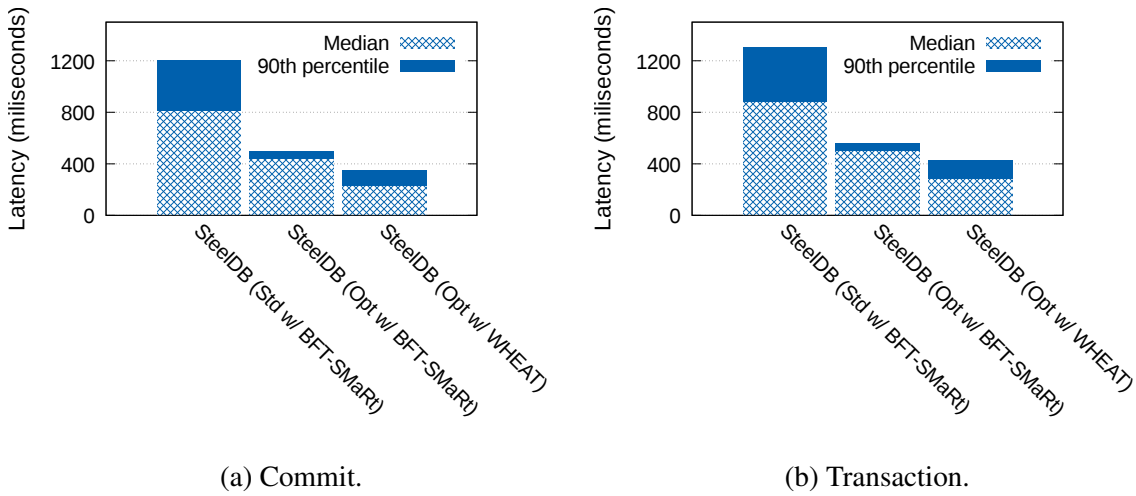 Latency (miliseconds)
1200
800
400
0
Median
90th percentile
SteelDB (Std w/ BFT-SMaRt)
SteelDB (Opt w/ BFT-SMaRt)
SteelDB (Opt w/ WHEAT)
(a) Commit.
Latency (miliseconds)
1200
800
400
0
Median
90th percentile
SteelDB (Std w/ BFT-SMaRt)
SteelDB (Opt w/ BFT-SMaRt)
SteelDB (Opt w/ WHEAT)
(b) Transaction.